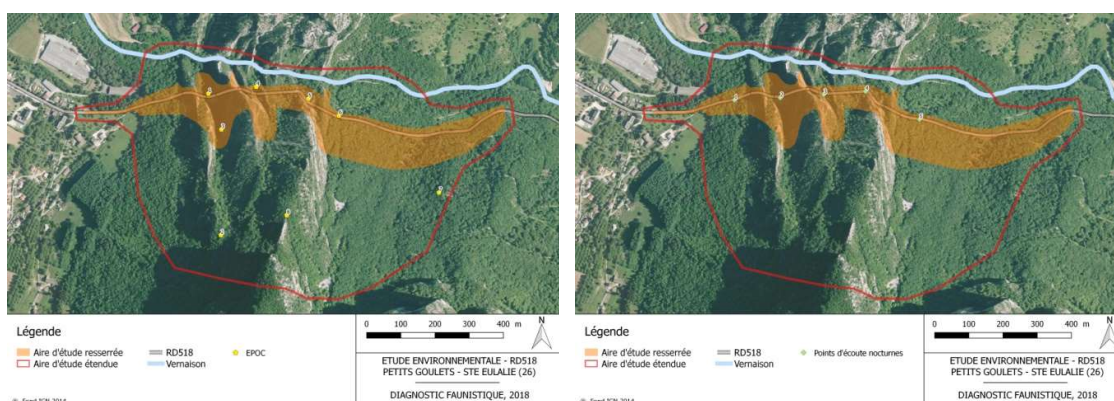 Légende
Aire d'étude resserrée
Aire d'étude étendue
RD518
Vernaison
EPOC
0 100 200 300 400 m
N
ETUDE ENVIRONNEMENTALE - RD518
PETITS GOULETS - STE EULALIE (26)
DIAGNOSTIC FAUNISTIQUE, 2018
Légende
Aire d'étude resserrée
Aire d'étude étendue
RD518
Vernaison
Points d'écoute nocturnes
0 100 200 300 400 m
N
ETUDE ENVIRONNEMENTALE - RD518
PETITS GOULETS - STE EULALIE (26)
DIAGNOSTIC FAUNISTIQUE, 2018